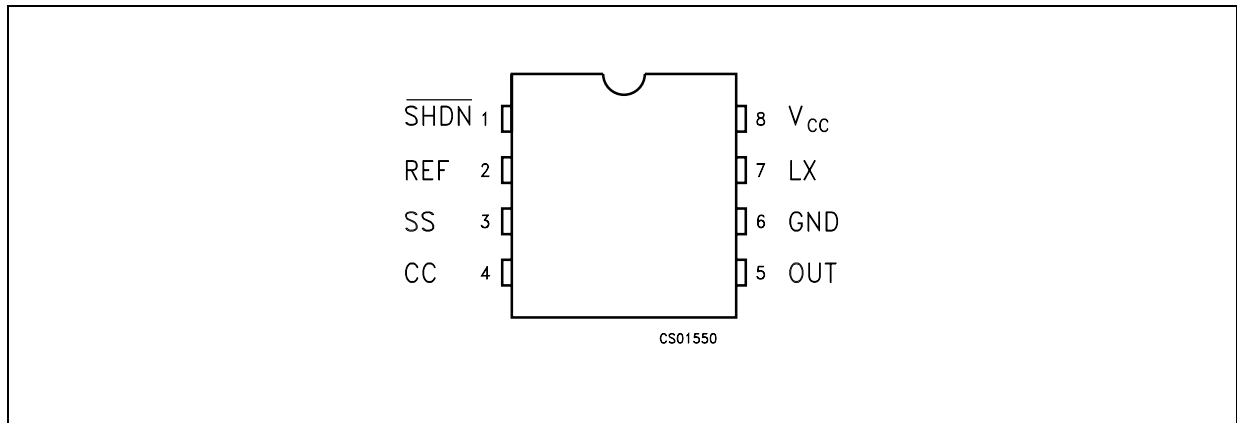 SHDN 1 8 VCC
REF 2 7 LX
SS 3 6 GND
CC 4 5 OUT
CS01550